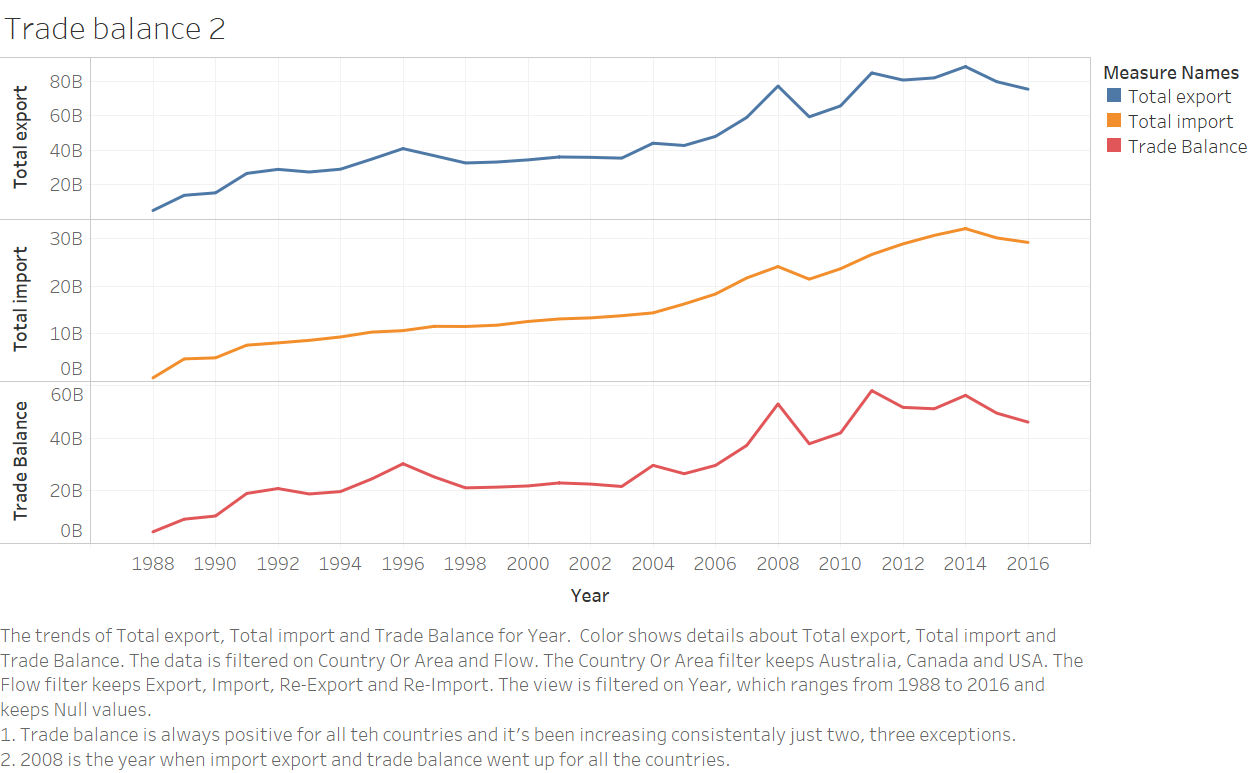 Trade balance 2
Total export
80B
60B
40B
20B
Total import
30B
20B
10B
0B
Trade Balance
60B
40B
20B
0B
1988 1990 1992 1994 1996 1998 2000 2002 2004 2006 2008 2010 2012 2014 2016
Year
Measure Names
Total export
Total import
Trade Balance
The trends of Total export, Total import and Trade Balance for Year.  Color shows details about Total export, Total import and
Trade Balance. The data is filtered on Country Or Area and Flow. The Country Or Area filter keeps Australia, Canada and USA. The
Flow filter keeps Export, Import, Re-Export and Re-Import. The view is filtered on Year, which ranges from 1988 to 2016 and
keeps Null values.
1. Trade balance is always positive for all teh countries and it’s been increasing consistentaly just two, three exceptions.
2. 2008 is the year when import export and trade balance went up for all the countries.